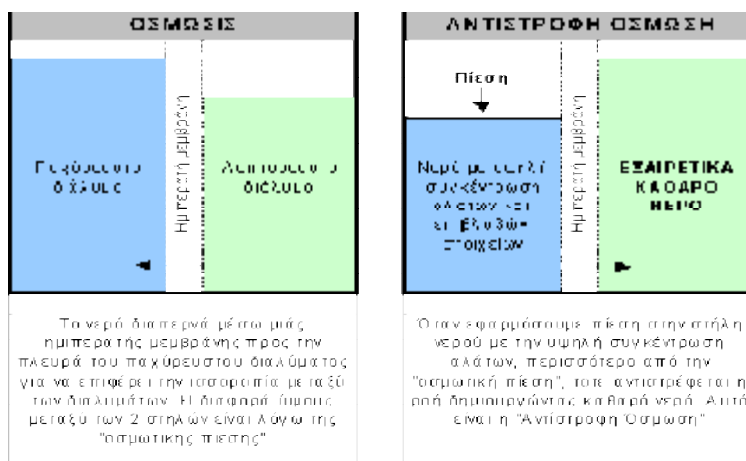 ΟΣΜΩΣΙΣ
Παχύρευστο
διάλυμα
Ημιπερατή μεμβράνη
Λεπτόρευστο
διάλυμα
Το νερό διαπερνά μέσω μιάς
ημιπερατής μεμβράνης προς την
πλευρά του παχύρευστου διαλύματος
για να επιφέρει την ισορροπία μεταξύ
των διαλυμάτων. Η διαφορά ύψους
μεταξύ των 2 στηλών είναι λόγω της
"οσμωτικης πιεσης"
ΑΝΤΙΣΤΡΟΦΗ ΟΣΜΩΣΗ
Πίεση
Νερό με υψηλή
συγκέντρωση
αλάτων και
επιβλαβών
στοιχείων
Ημιπερατή μεμβράνη
ΕΞΑΙΡΕΤΙΚΑ
ΚΑΘΑΡΟ
ΝΕΡΟ
Όταν εφαρμόσουμε πίεση στην στήλη
νερού με την υψηλή συγκέντρωση
αλάτων, περισσότερο από την
"οσμωτική πίεση", τοτε αντιστρέφεται η
ροή δημιουργώντας καθαρό νερό. Αυτό
είναι η "Αντίστροφη Όσμωση"